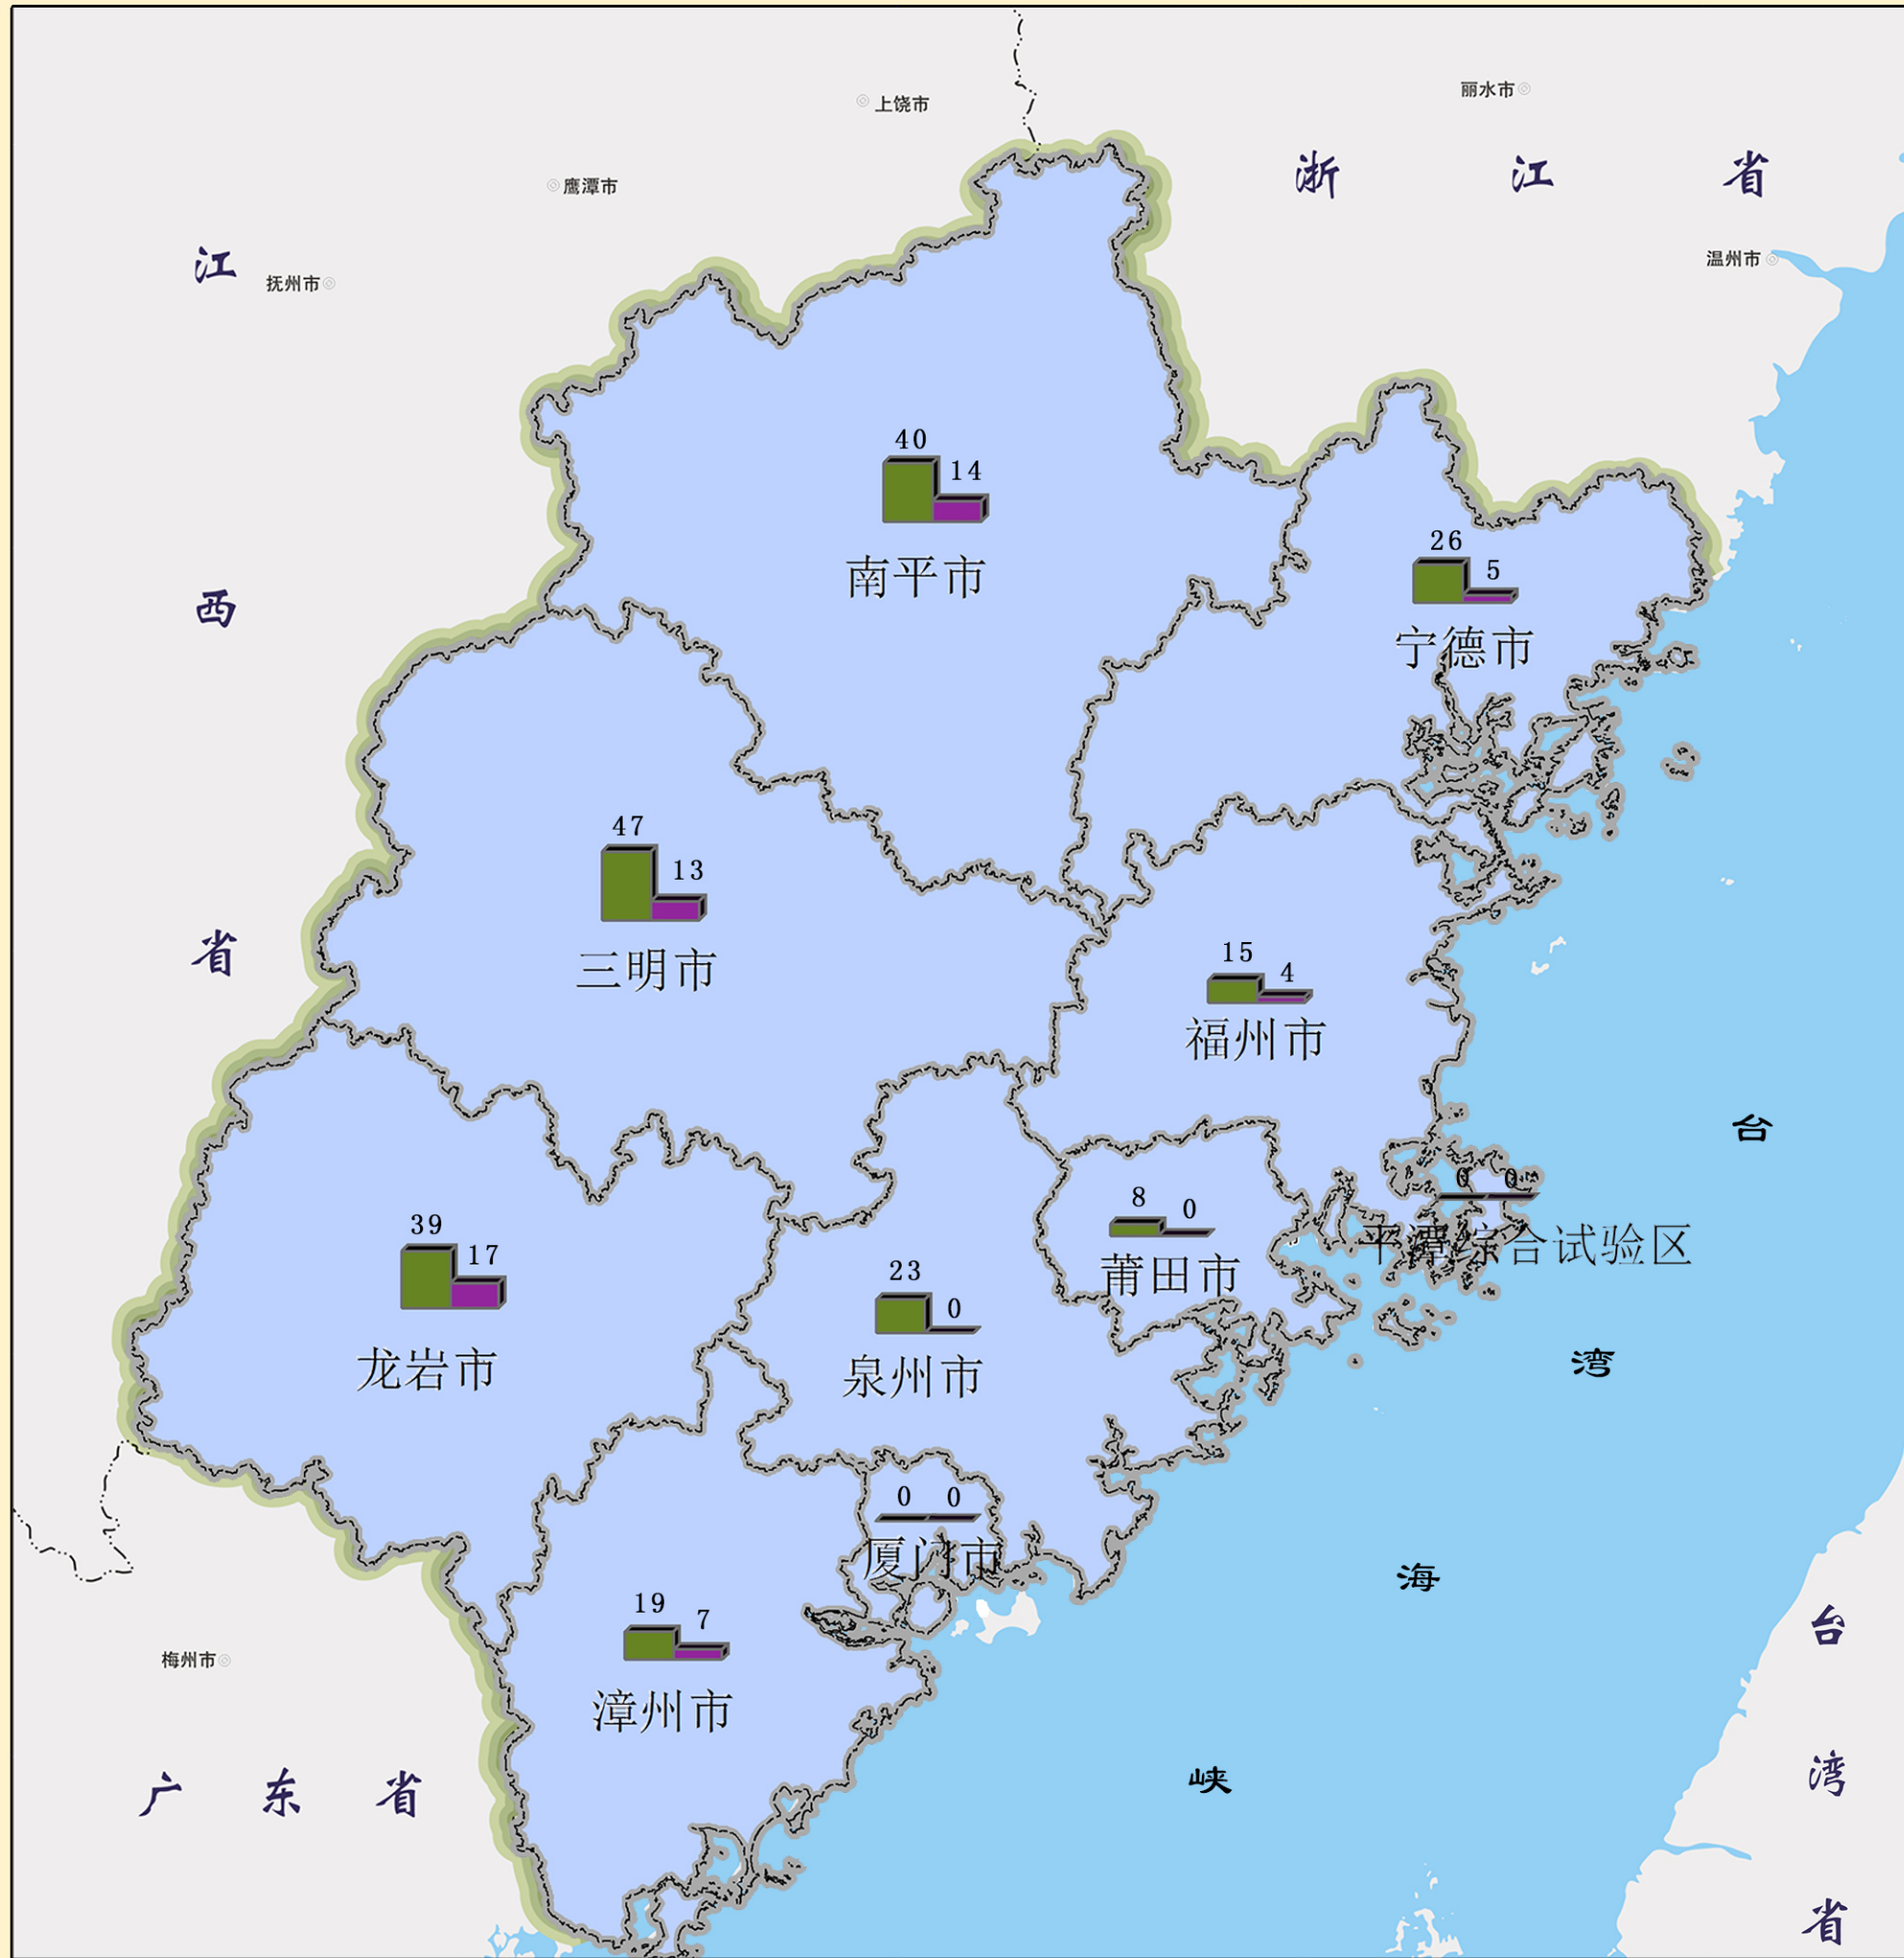 丽水市
上饶市
浙江省
鹰潭市
温州市
江西省
抚州市
40
14
南平市
26
5
宁德市
47
13
三明市
15
4
福州市
台湾海峡
0
0
平潭综合试验区
8
0
莆田市
39
17
龙岩市
23
0
泉州市
0
0
厦门市
19
7
漳州市
梅州市
广东省
台湾省